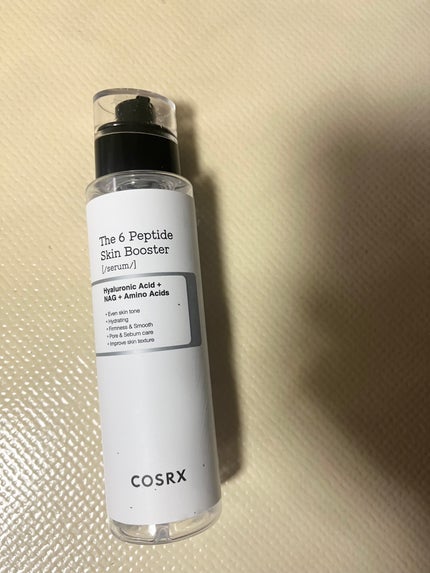 The 6 Peptide
Skin Booster
[/serum/]
Hyaluronic Acid +
NAG + Amino Acids
• Even skin tone
• Hydrating
• Firmness & Smooth
• Pore & Sebum care
• Improve skin texture
COSRX